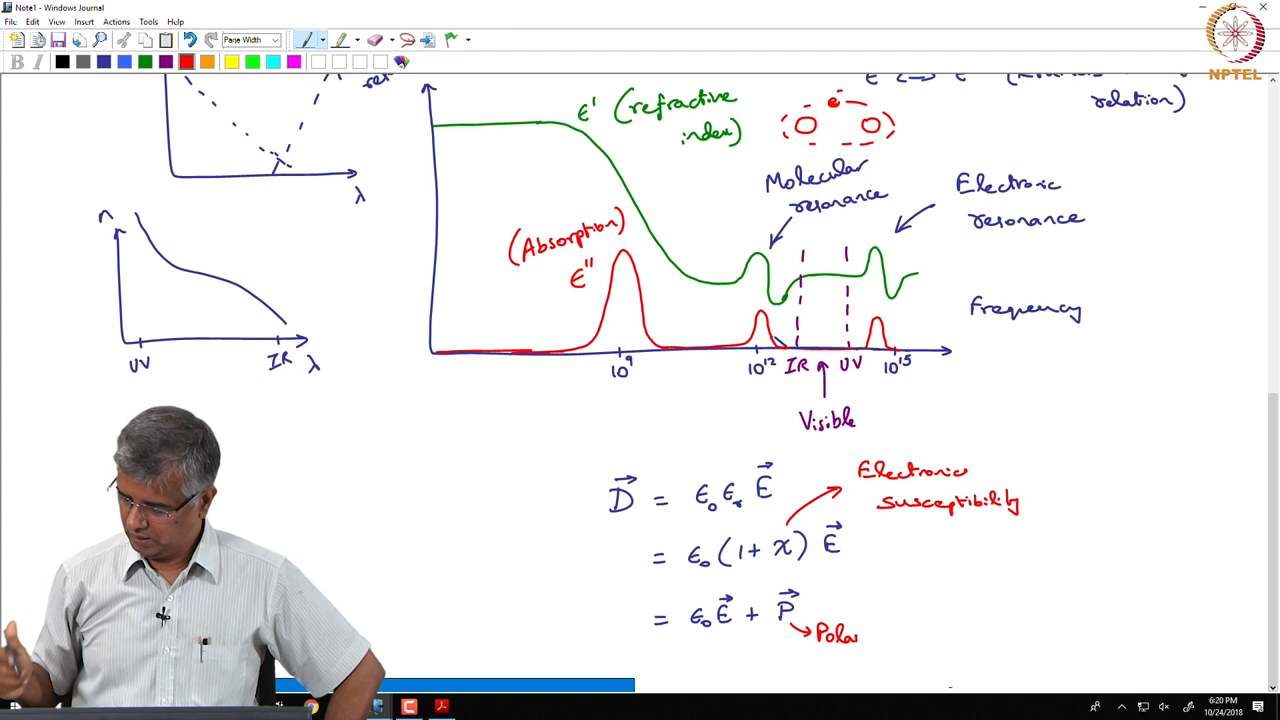 Note1 - Windows Journal
File Edit View Insert Actions Tools Help
Page Width
B I
NPTEL
relation)
λ
n
UV IR λ
ε' (refractive
index)
e-
Molecular
resonance
Electronic
resonance
(Absorption)
ε"
Frequency
10⁹ 10¹² IR UV 10¹⁵
Visible
D⃗ = ε₀ εᵣ E⃗
Electronic
susceptibility
= ε₀ (1 + χ) E⃗
= ε₀ E⃗ + P⃗
Polar
6:20 PM
10/24/2018